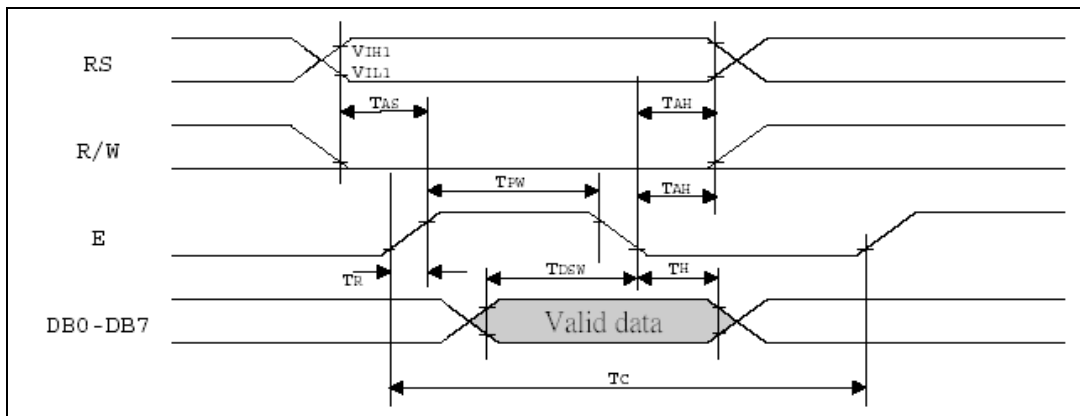 RS
VIH1
VIL1
TAS
TAH
R/W
TPW
TAH
E
TR
TDSW
TH
DB0-DB7
Valid data
TC